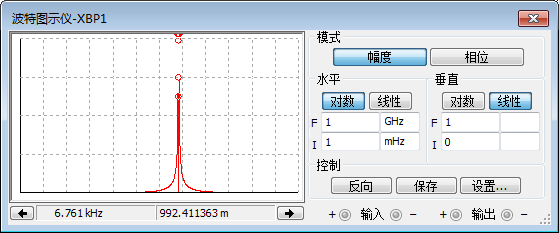 波特图示仪-XBP1
模式
幅度 相位
水平 垂直
对数 线性 对数 线性
F 1 GHz F 1
I 1 mHz I 0
控制
反向 保存 设置...
6.761 kHz 992.411363 m
+ 输入 - + 输出 -